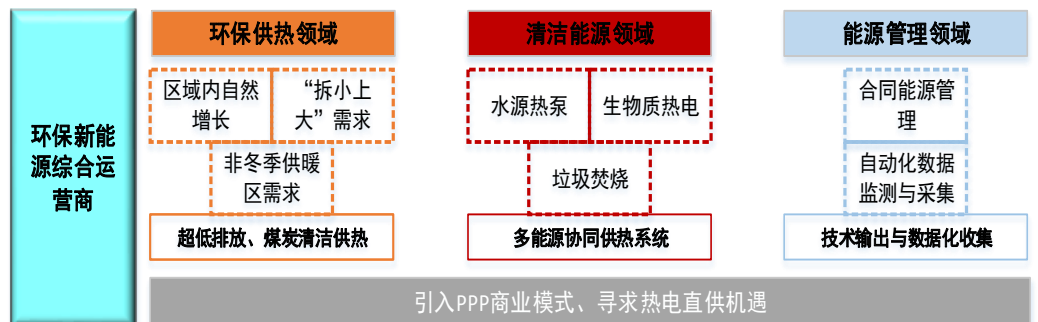 环保新能
源综合运
营商
环保供热领域
区域内自然
增长
“拆小上
大”需求
非冬季供暖
区需求
超低排放、煤炭清洁供热
清洁能源领域
水源热泵
生物质热电
垃圾焚烧
多能源协同供热系统
能源管理领域
合同能源管
理
自动化数据
监测与采集
技术输出与数据化收集
引入PPP商业模式、寻求热电直供机遇